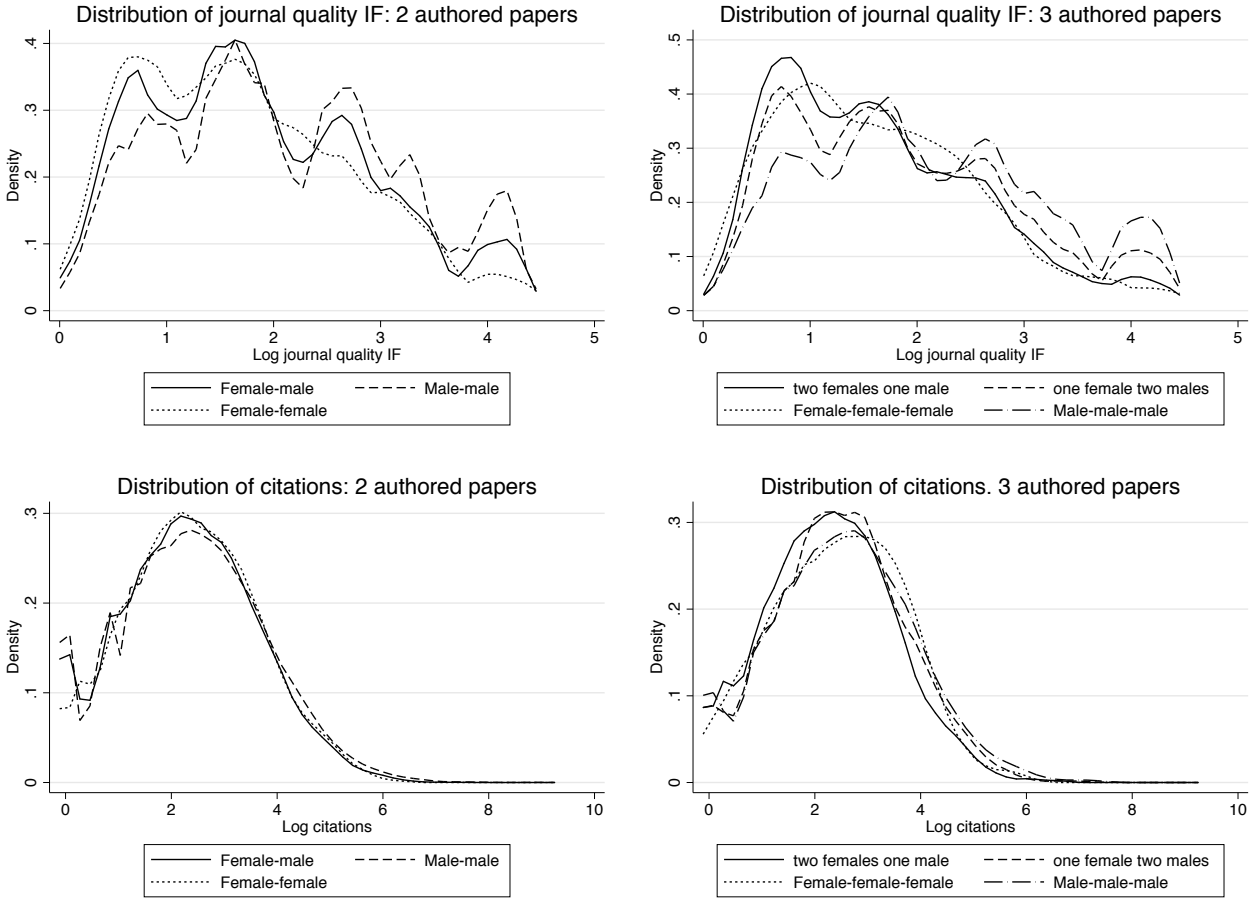 Distribution of journal quality IF: 2 authored papers
Density
.4
.3
.2
.1
0
0 1 2 3 4 5
Log journal quality IF
Female-male Male-male
Female-female
Distribution of journal quality IF: 3 authored papers
Density
.5
.4
.3
.2
.1
0
0 1 2 3 4 5
Log journal quality IF
two females one male one female two males
Female-female-female Male-male-male
Distribution of citations: 2 authored papers
Density
.3
.2
.1
0
0 2 4 6 8 10
Log citations
Female-male Male-male
Female-female
Distribution of citations. 3 authored papers
Density
.3
.2
.1
0
0 2 4 6 8 10
Log citations
two females one male one female two males
Female-female-female Male-male-male